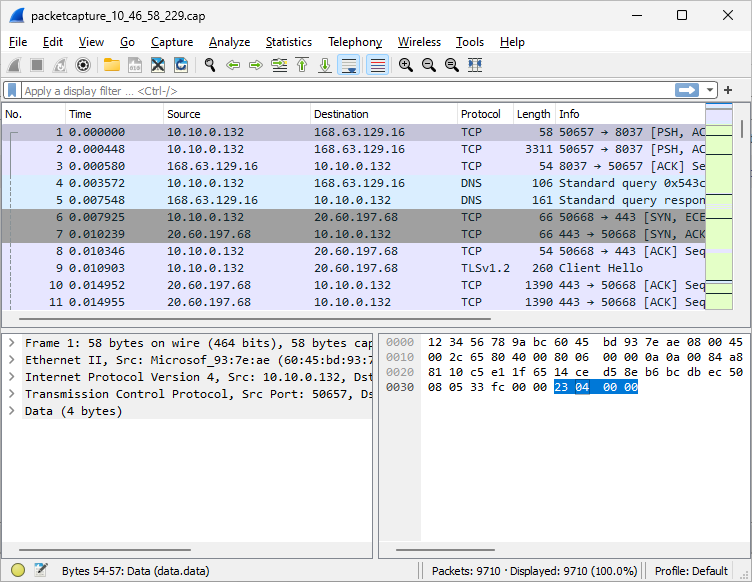 packetcapture_10_46_58_229.cap
File Edit View Go Capture Analyze Statistics Telephony Wireless Tools Help
Apply a display filter ... <Ctrl-/>
No. Time Source Destination Protocol Length Info
1 0.000000 10.10.0.132 168.63.129.16 TCP 58 50657 → 8037 [PSH, AC
2 0.000448 10.10.0.132 168.63.129.16 TCP 3311 50657 → 8037 [PSH, AC
3 0.000580 168.63.129.16 10.10.0.132 TCP 54 8037 → 50657 [ACK] Seq
4 0.003572 10.10.0.132 168.63.129.16 DNS 106 Standard query 0x543c
5 0.007548 168.63.129.16 10.10.0.132 DNS 161 Standard query respon
6 0.007925 10.10.0.132 20.60.197.68 TCP 66 50668 → 443 [SYN, ECE
7 0.010239 20.60.197.68 10.10.0.132 TCP 66 443 → 50668 [SYN, ACK
8 0.010346 10.10.0.132 20.60.197.68 TCP 54 50668 → 443 [ACK] Seq
9 0.010903 10.10.0.132 20.60.197.68 TLSv1.2 260 Client Hello
10 0.014952 20.60.197.68 10.10.0.132 TCP 1390 443 → 50668 [ACK] Seq
11 0.014955 20.60.197.68 10.10.0.132 TCP 1390 443 → 50668 [ACK] Seq
Frame 1: 58 bytes on wire (464 bits), 58 bytes cap
Ethernet II, Src: Microsof_93:7e:ae (60:45:bd:93:7
Internet Protocol Version 4, Src: 10.10.0.132, Dst
Transmission Control Protocol, Src Port: 50657, Ds
Data (4 bytes)
0000 12 34 56 78 9a bc 60 45 bd 93 7e ae 08 00 45
0010 00 2c 65 80 40 00 80 06 00 00 0a 0a 00 84 a8
0020 81 10 c5 e1 1f 65 14 ce d5 8e b6 bc db ec 50
0030 08 05 33 fc 00 00 23 04 00 00
Bytes 54-57: Data (data.data)
Packets: 9710 · Displayed: 9710 (100.0%)
Profile: Default